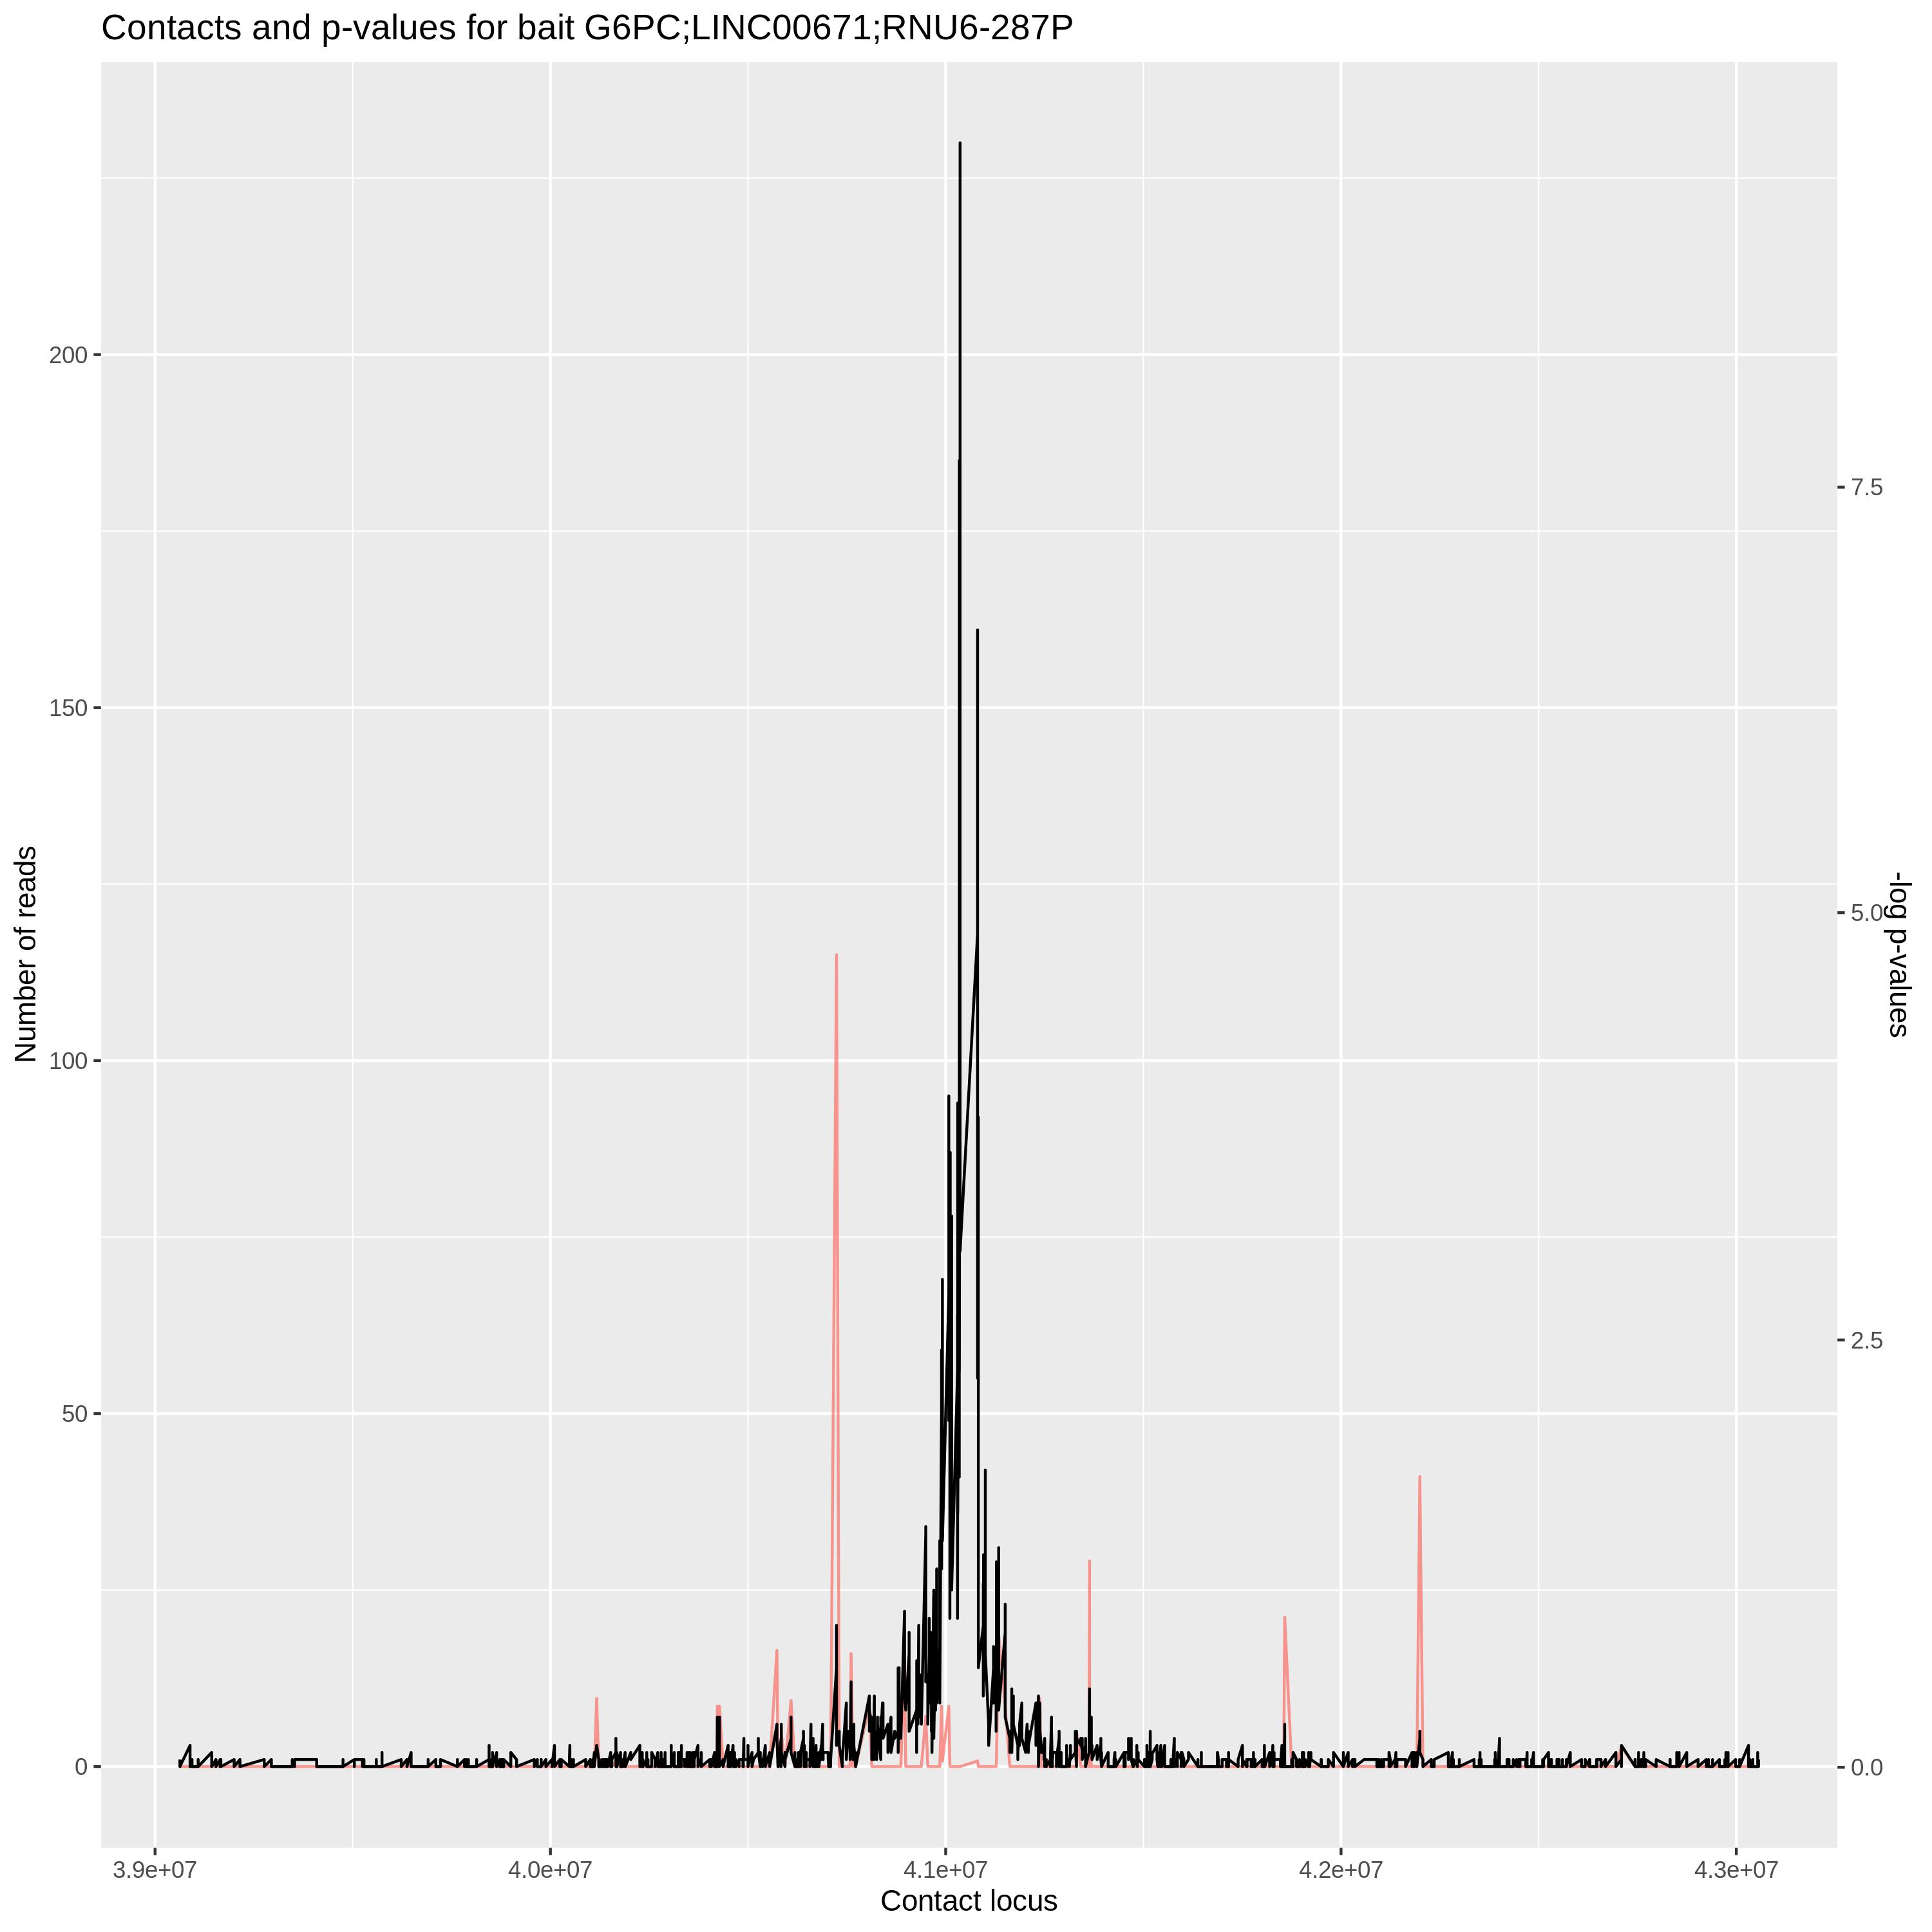 Contacts and p-values for bait G6PC;LINC00671;RNU6-287P
Number of reads
200
150
100
50
0
7.5
5.0
2.5
0.0
-log p-values
3.9e+07 4.0e+07 4.1e+07 4.2e+07 4.3e+07
Contact locus